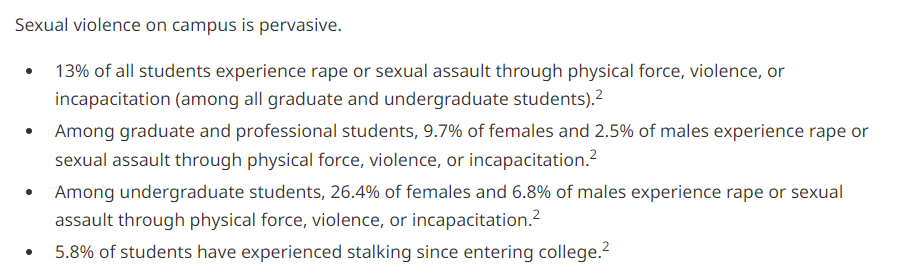 Sexual violence on campus is pervasive.
• 13% of all students experience rape or sexual assault through physical force, violence, or
incapacitation (among all graduate and undergraduate students).2
• Among graduate and professional students, 9.7% of females and 2.5% of males experience rape or
sexual assault through physical force, violence, or incapacitation.2
• Among undergraduate students, 26.4% of females and 6.8% of males experience rape or sexual
assault through physical force, violence, or incapacitation.2
• 5.8% of students have experienced stalking since entering college.2